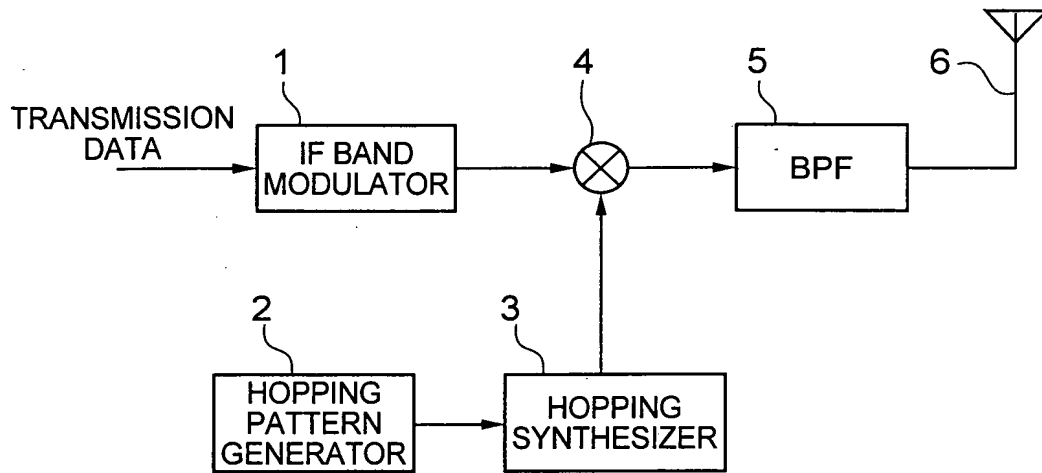 1
4
5
6
TRANSMISSION
DATA
IF BAND
MODULATOR
BPF
2
3
HOPPING
PATTERN
GENERATOR
HOPPING
SYNTHESIZER